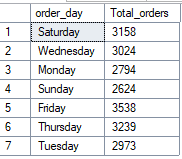 order_day Total_orders
1 Saturday 3158
2 Wednesday 3024
3 Monday 2794
4 Sunday 2624
5 Friday 3538
6 Thursday 3239
7 Tuesday 2973